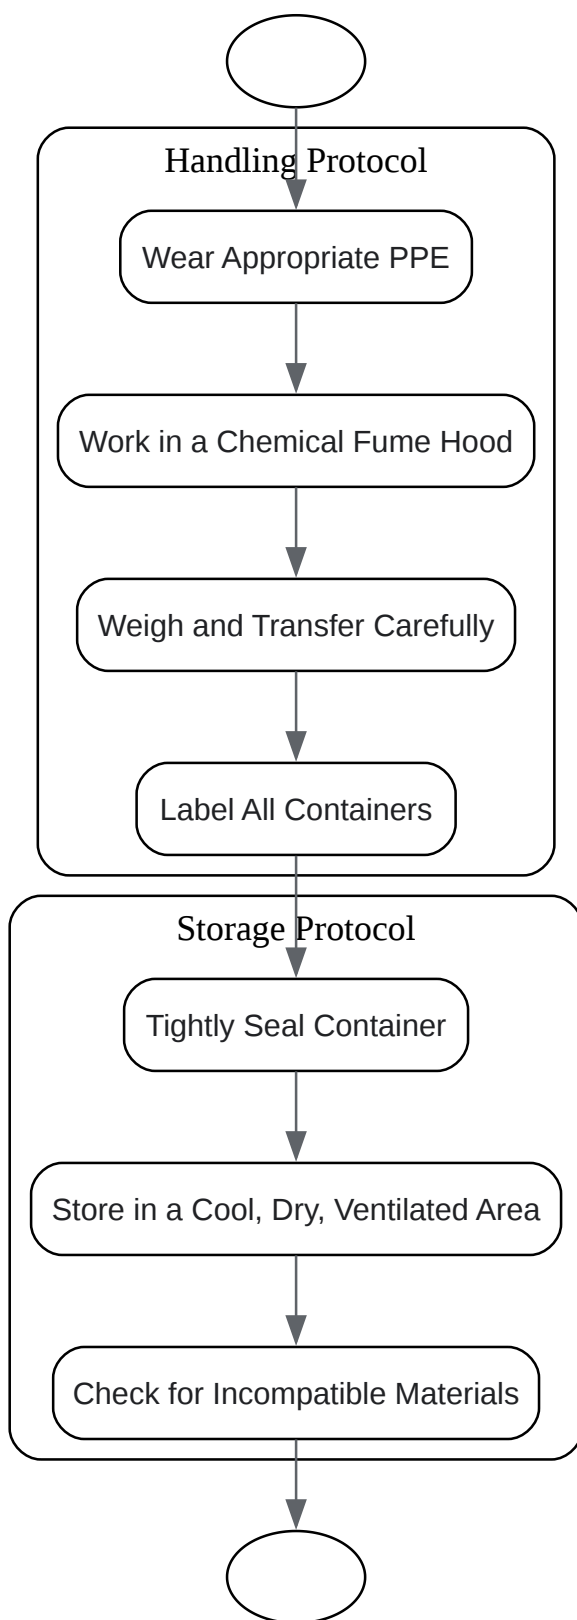 Handling Protocol
Wear Appropriate PPE
Work in a Chemical Fume Hood
Weigh and Transfer Carefully
Label All Containers
Storage Protocol
Tightly Seal Container
Store in a Cool, Dry, Ventilated Area
Check for Incompatible Materials